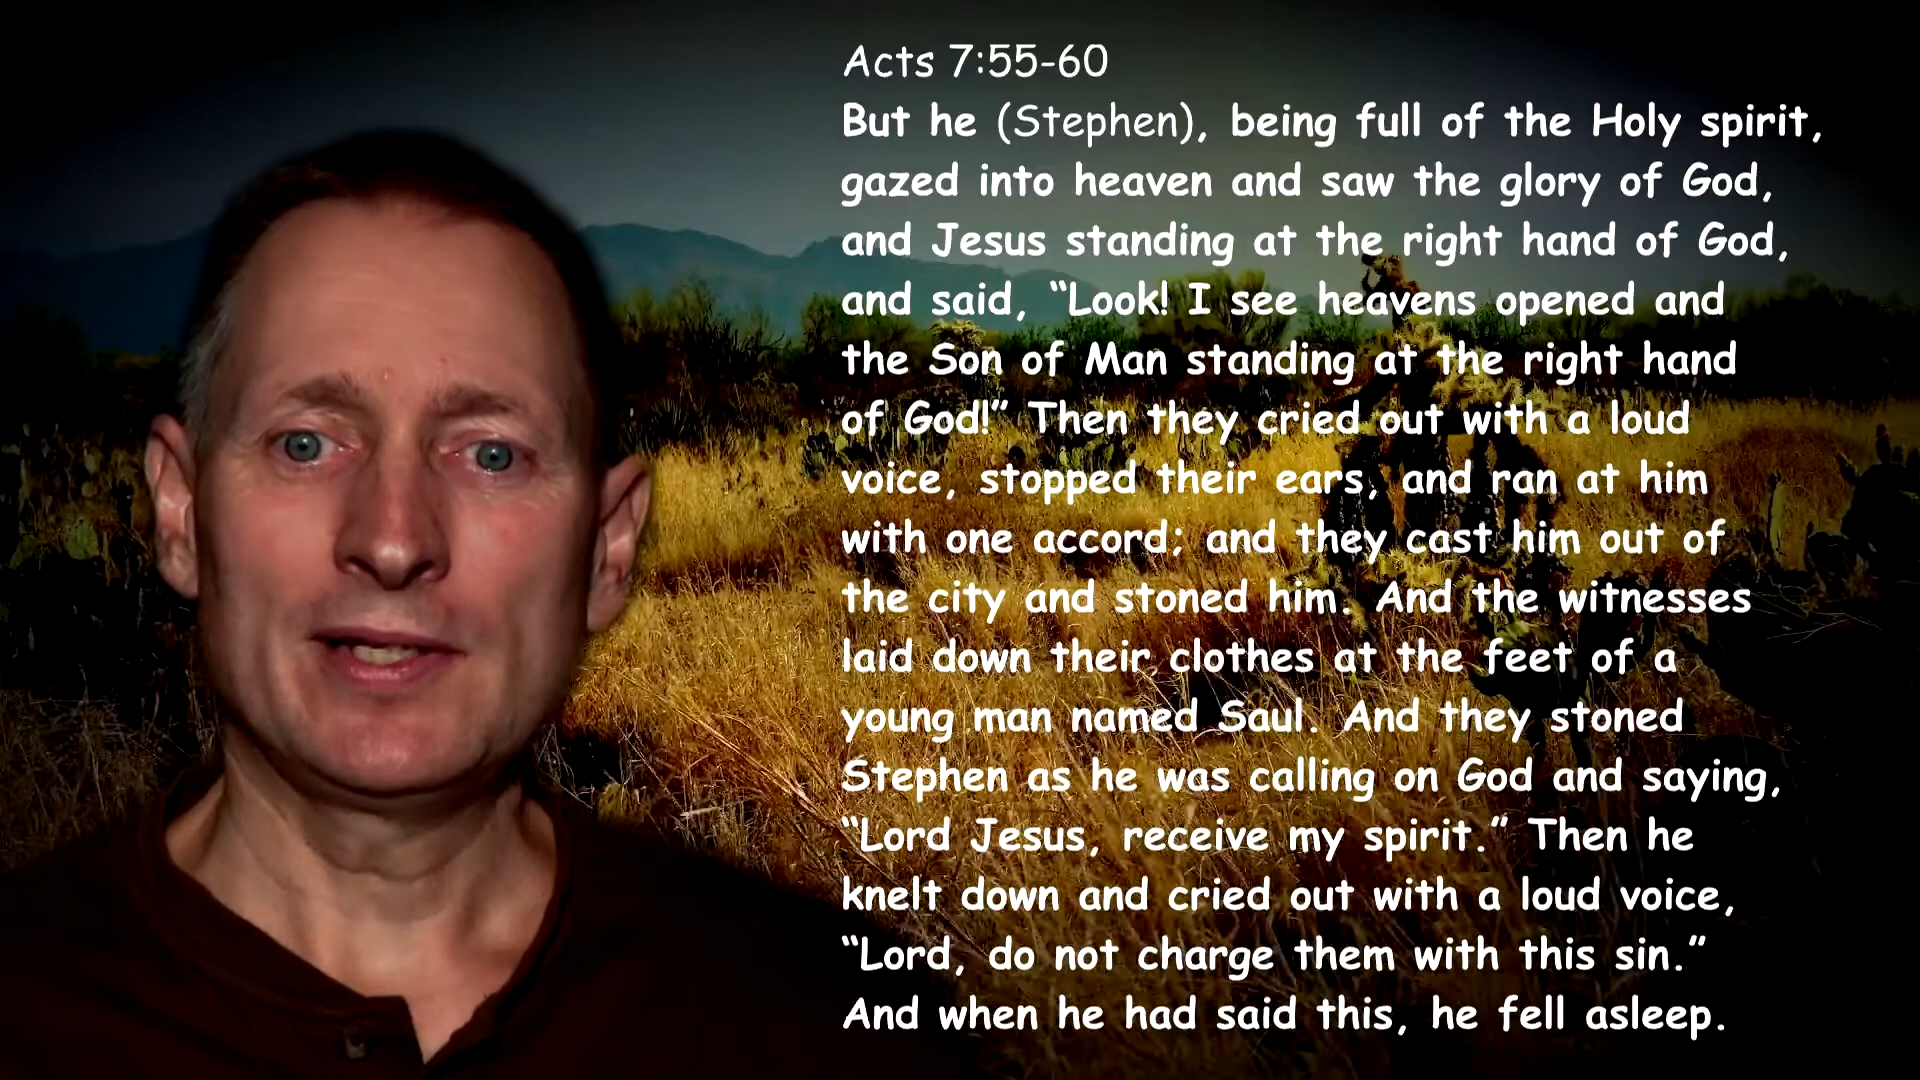 Acts 7:55-60
But he (Stephen), being full of the Holy spirit,
gazed into heaven and saw the glory of God,
and Jesus standing at the right hand of God,
and said, “Look! I see heavens opened and
the Son of Man standing at the right hand
of God!” Then they cried out with a loud
voice, stopped their ears, and ran at him
with one accord; and they cast him out of
the city and stoned him. And the witnesses
laid down their clothes at the feet of a
young man named Saul. And they stoned
Stephen as he was calling on God and saying,
“Lord Jesus, receive my spirit.” Then he
knelt down and cried out with a loud voice,
“Lord, do not charge them with this sin.”
And when he had said this, he fell asleep.